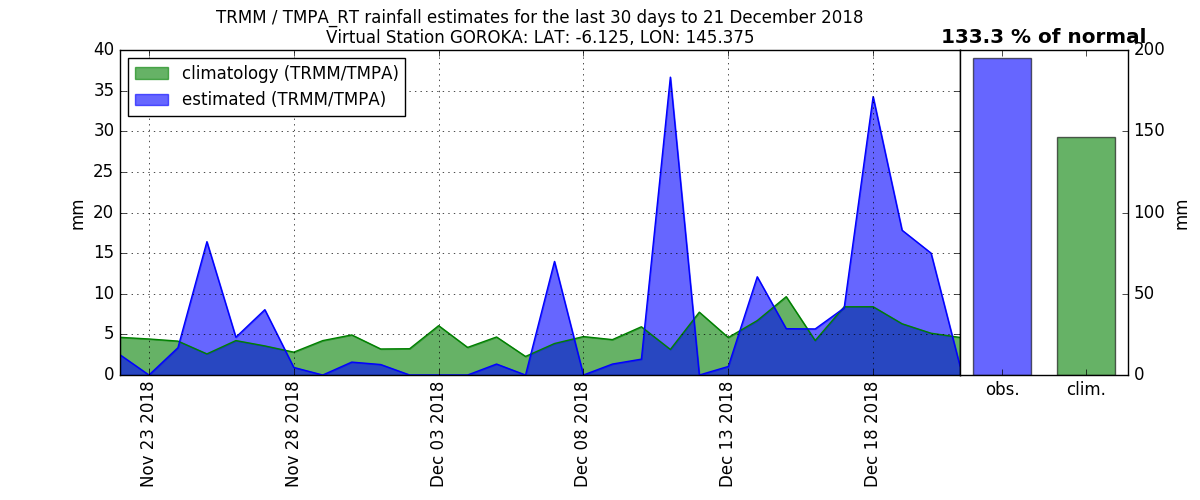 TRMM / TMPA_RT rainfall estimates for the last 30 days to 21 December 2018
Virtual Station GOROKA: LAT: -6.125, LON: 145.375
133.3 % of normal
climatology (TRMM/TMPA)
estimated (TRMM/TMPA)
40
35
30
25
20
15
10
5
0
mm
Nov 23 2018
Nov 28 2018
Dec 03 2018
Dec 08 2018
Dec 13 2018
Dec 18 2018
obs.
clim.
200
150
100
50
0
mm